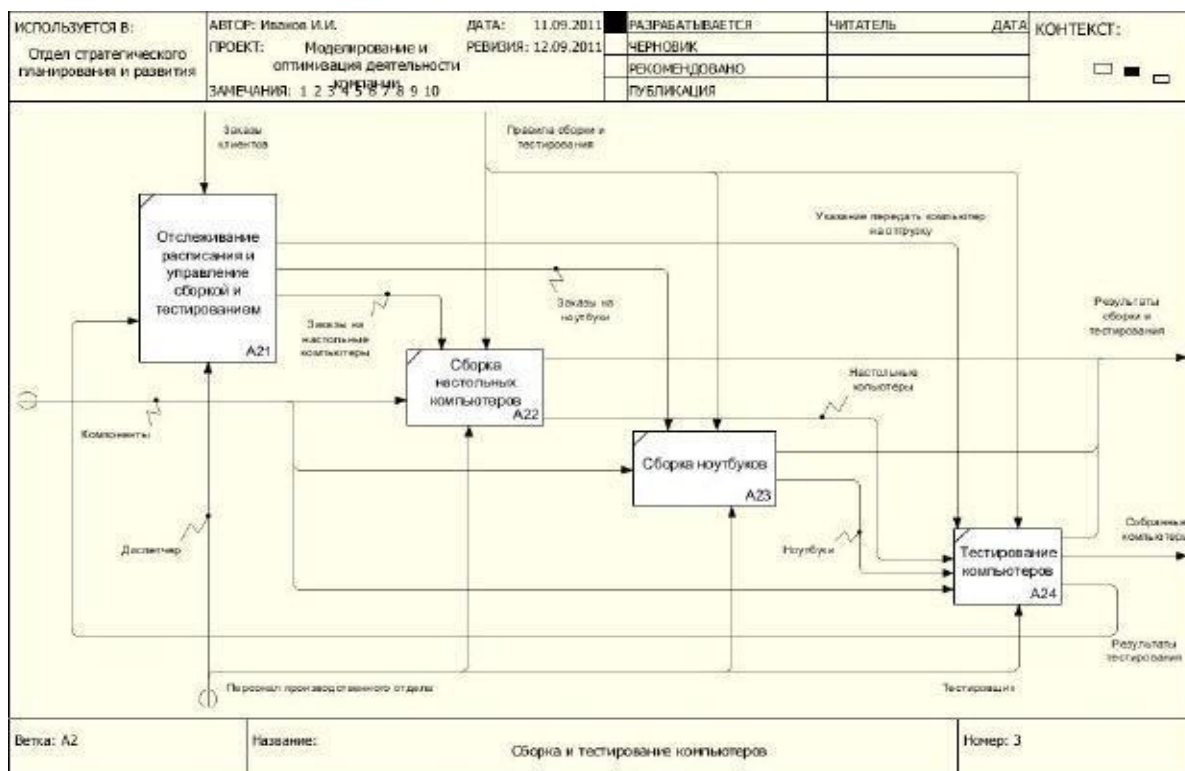 ИСПОЛЬЗУЕТСЯ В:
Отдел стратегического
планирования и развития
АВТОР: Иванов И.И.
ДАТА: 11.09.2011
ПРОЕКТ: Моделирование и
оптимизация деятельности
компании
РЕВИЗИЯ: 12.09.2011
ЗАМЕЧАНИЯ: 1 2 3 4 5 6 7 8 9 10
РАЗРАБАТЫВАЕТСЯ
ЧЕРНОВИК
РЕКОМЕНДОВАНО
ПУБЛИКАЦИЯ
ЧИТАТЕЛЬ
ДАТА
КОНТЕКСТ:
Заказы
клиентов
Правила сборки и
тестирования
Указание передать компьютер
на отгрузку
Отслеживание
расписания и
управление
сборкой и
тестированием
A21
Заказы на
настольные
компьютеры
Заказы на
ноутбуки
Результаты
сборки и
тестирования
Сборка
настольных
компьютеров
A22
Настольные
копьютеры
Компоненты
Сборка ноутбуков
A23
Диспетчер
Ноутбуки
Собранные
компьютеры
Тестирование
компьютеров
A24
Результаты
тестирования
Персонал производственного отдела
Тестировщик
Ветка: A2
Название:
Сборка и тестирование компьютеров
Номер: 3